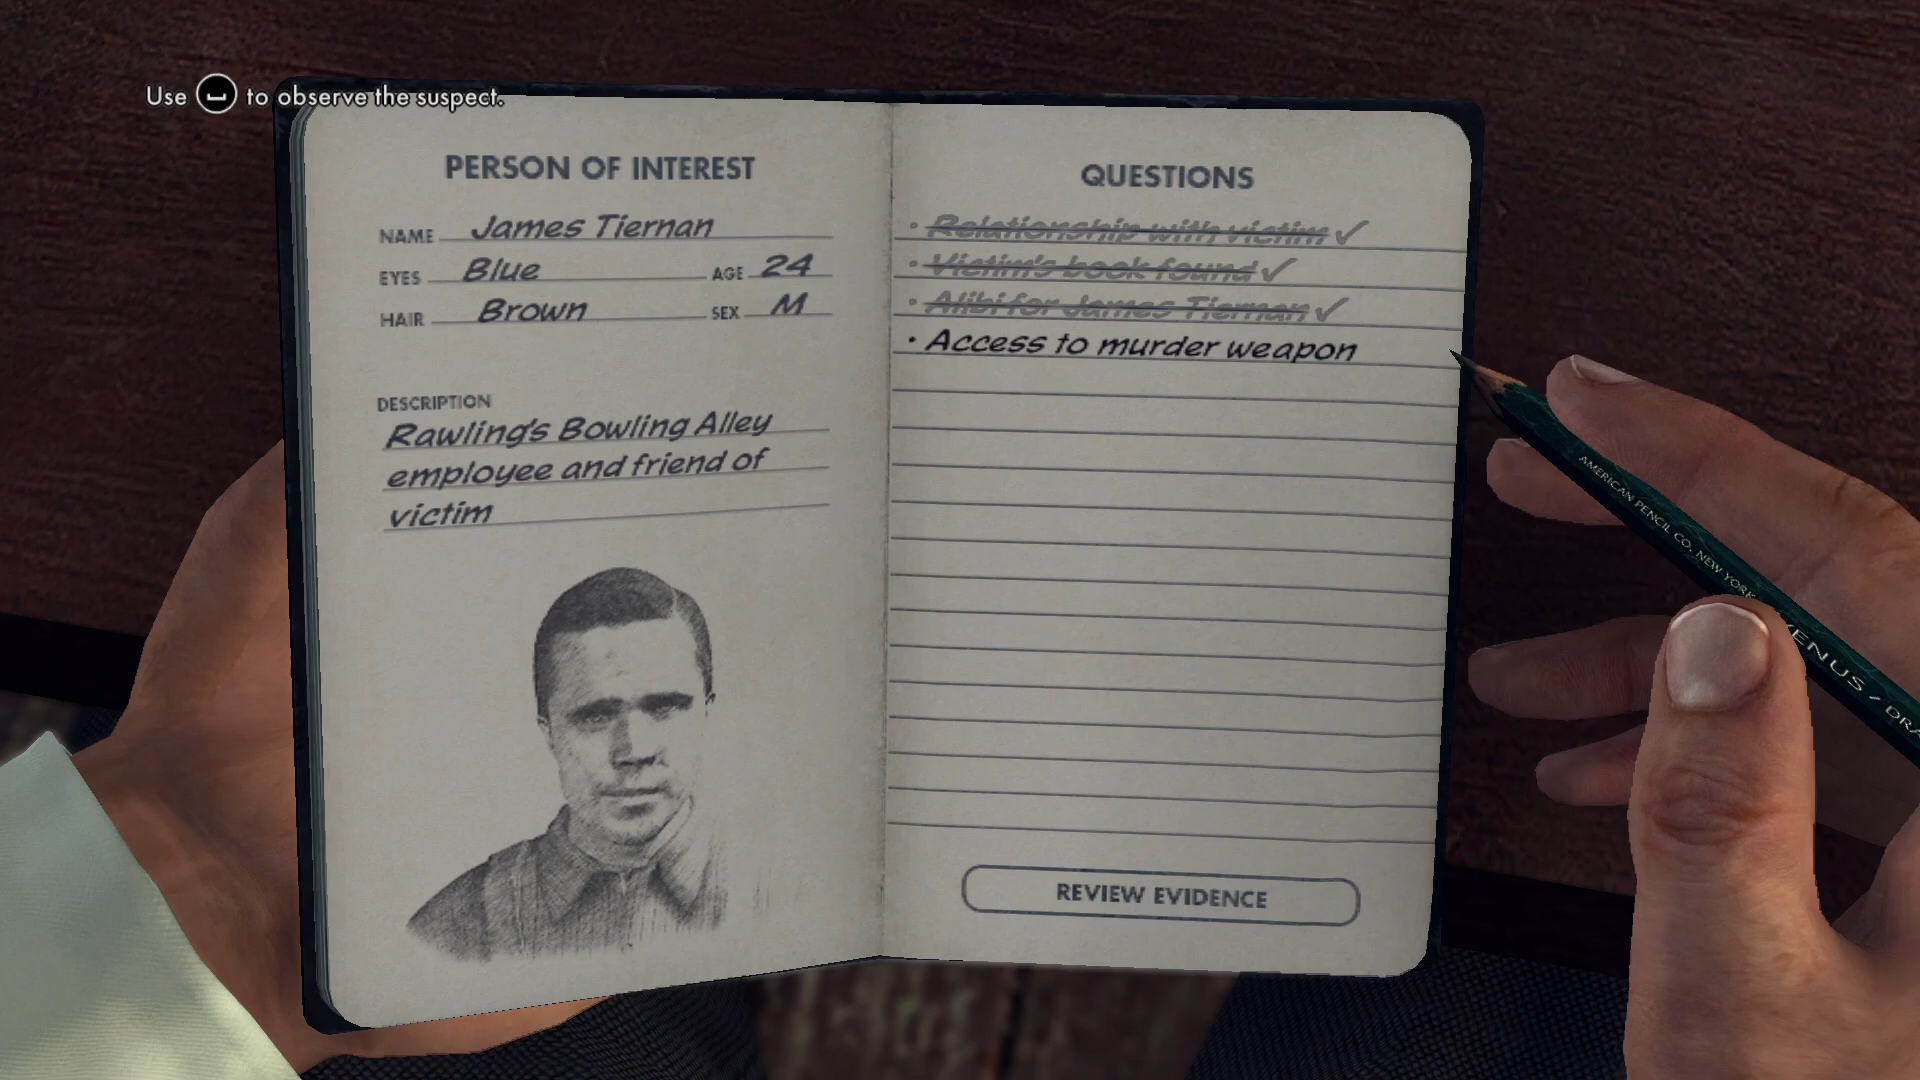 Use to observe the suspect.
PERSON OF INTEREST
NAME James Tiernan
EYES Blue AGE 24
HAIR Brown SEX M
DESCRIPTION
Rawling's Bowling Alley
employee and friend of
victim
QUESTIONS
• Relationship with victim ✓
• Victim's book found ✓
• Alibi for James Tiernan ✓
• Access to murder weapon
REVIEW EVIDENCE
AMERICAN PENCIL CO. NEW YORK
VENUS / DRA